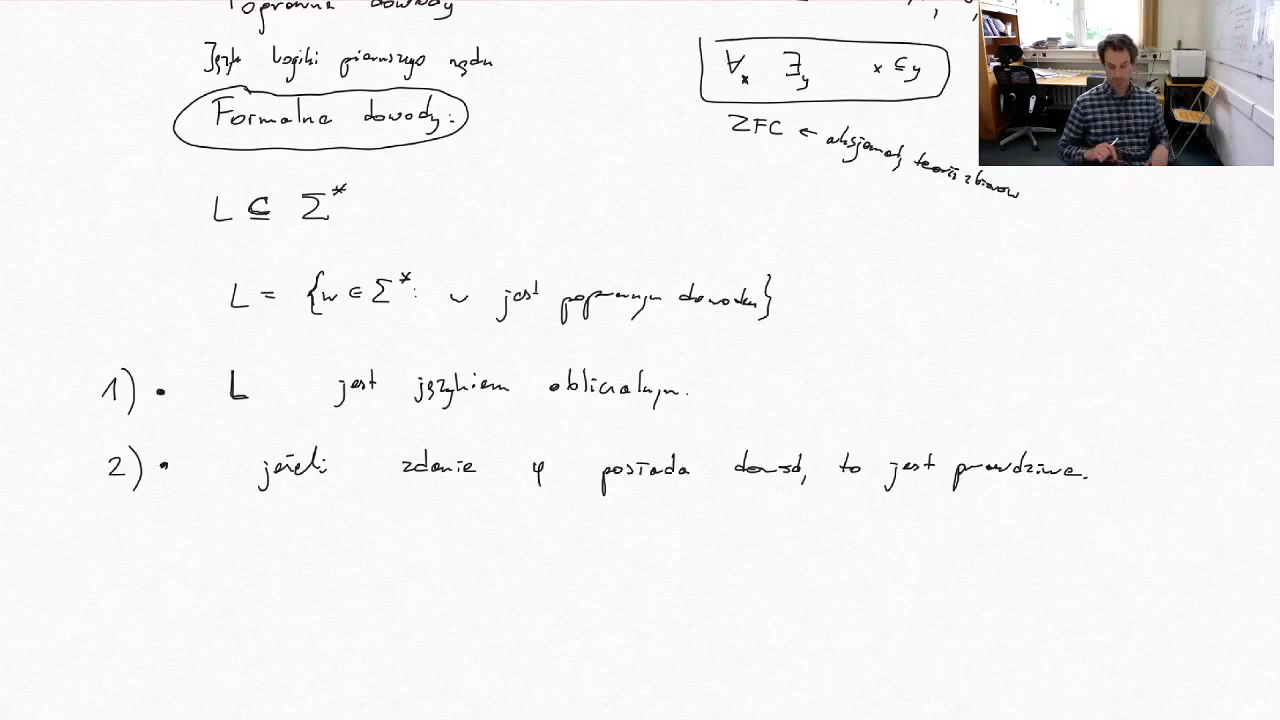 Poprawne dowody
Język logiki pierwszego rzędu
Formalne dowody:
∀x ∃y x ⊆ y
ZFC ← aksjomaty teorii zbiorów
L ⊆ Σ*
L = {w ∈ Σ*: w jest poprawnym dowodem}
1) • L jest językiem obliczalnym.
2) • jeżeli zdanie φ posiada dowód, to jest prawdziwe.